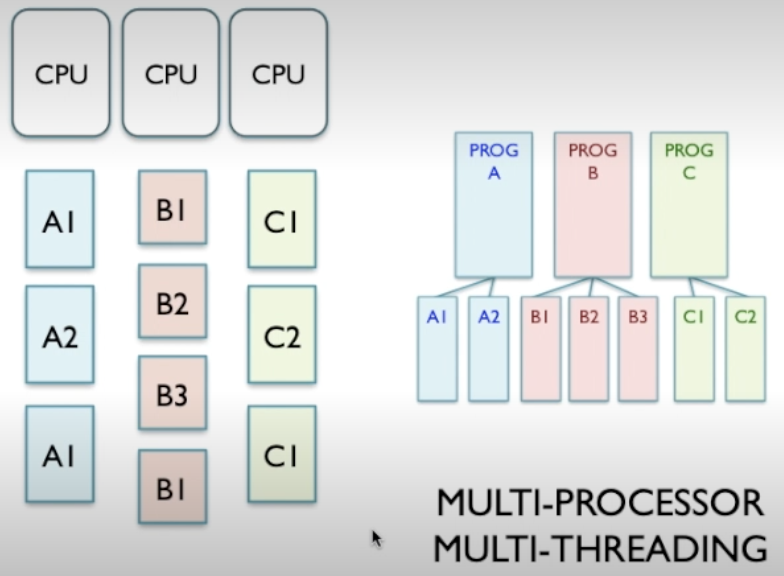 CPU
CPU
CPU
A1
B1
C1
A2
B2
C2
B3
A1
B1
C1
PROG
A
PROG
B
PROG
C
A1
A2
B1
B2
B3
C1
C2
MULTI-PROCESSOR
MULTI-THREADING